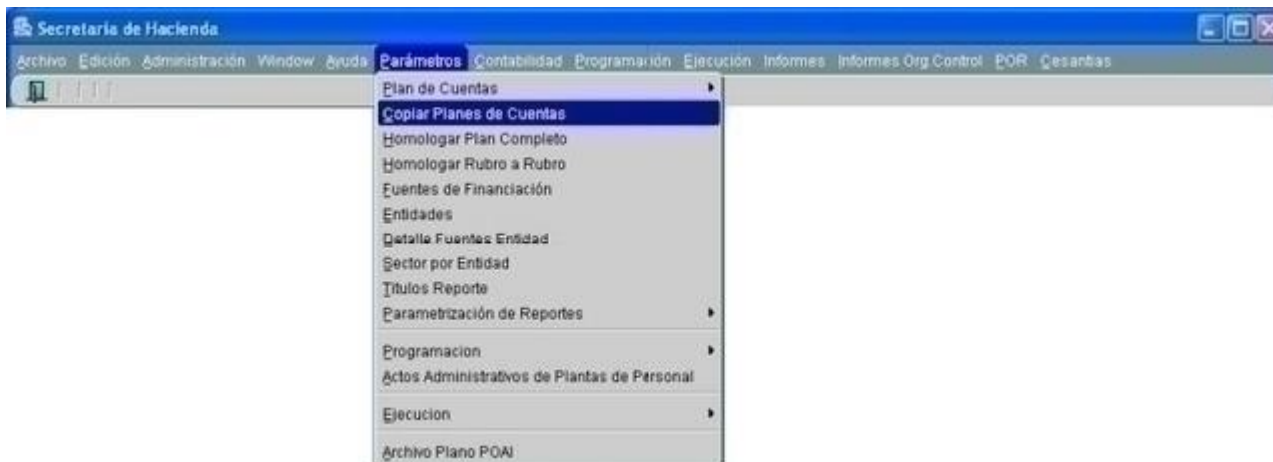 Secretaria de Hacienda
Archivo Edición Administración Window Ayuda Parámetros Contabilidad Programación Ejecución Informes Informes Org.Control POR Cesantias
Plan de Cuentas
Copiar Planes de Cuentas
Homologar Plan Completo
Homologar Rubro a Rubro
Fuentes de Financiación
Entidades
Detalle Fuentes Entidad
Sector por Entidad
Titulos Reporte
Parametrización de Reportes
Programacion
Actos Administrativos de Plantas de Personal
Ejecucion
Archivo Plano POAI